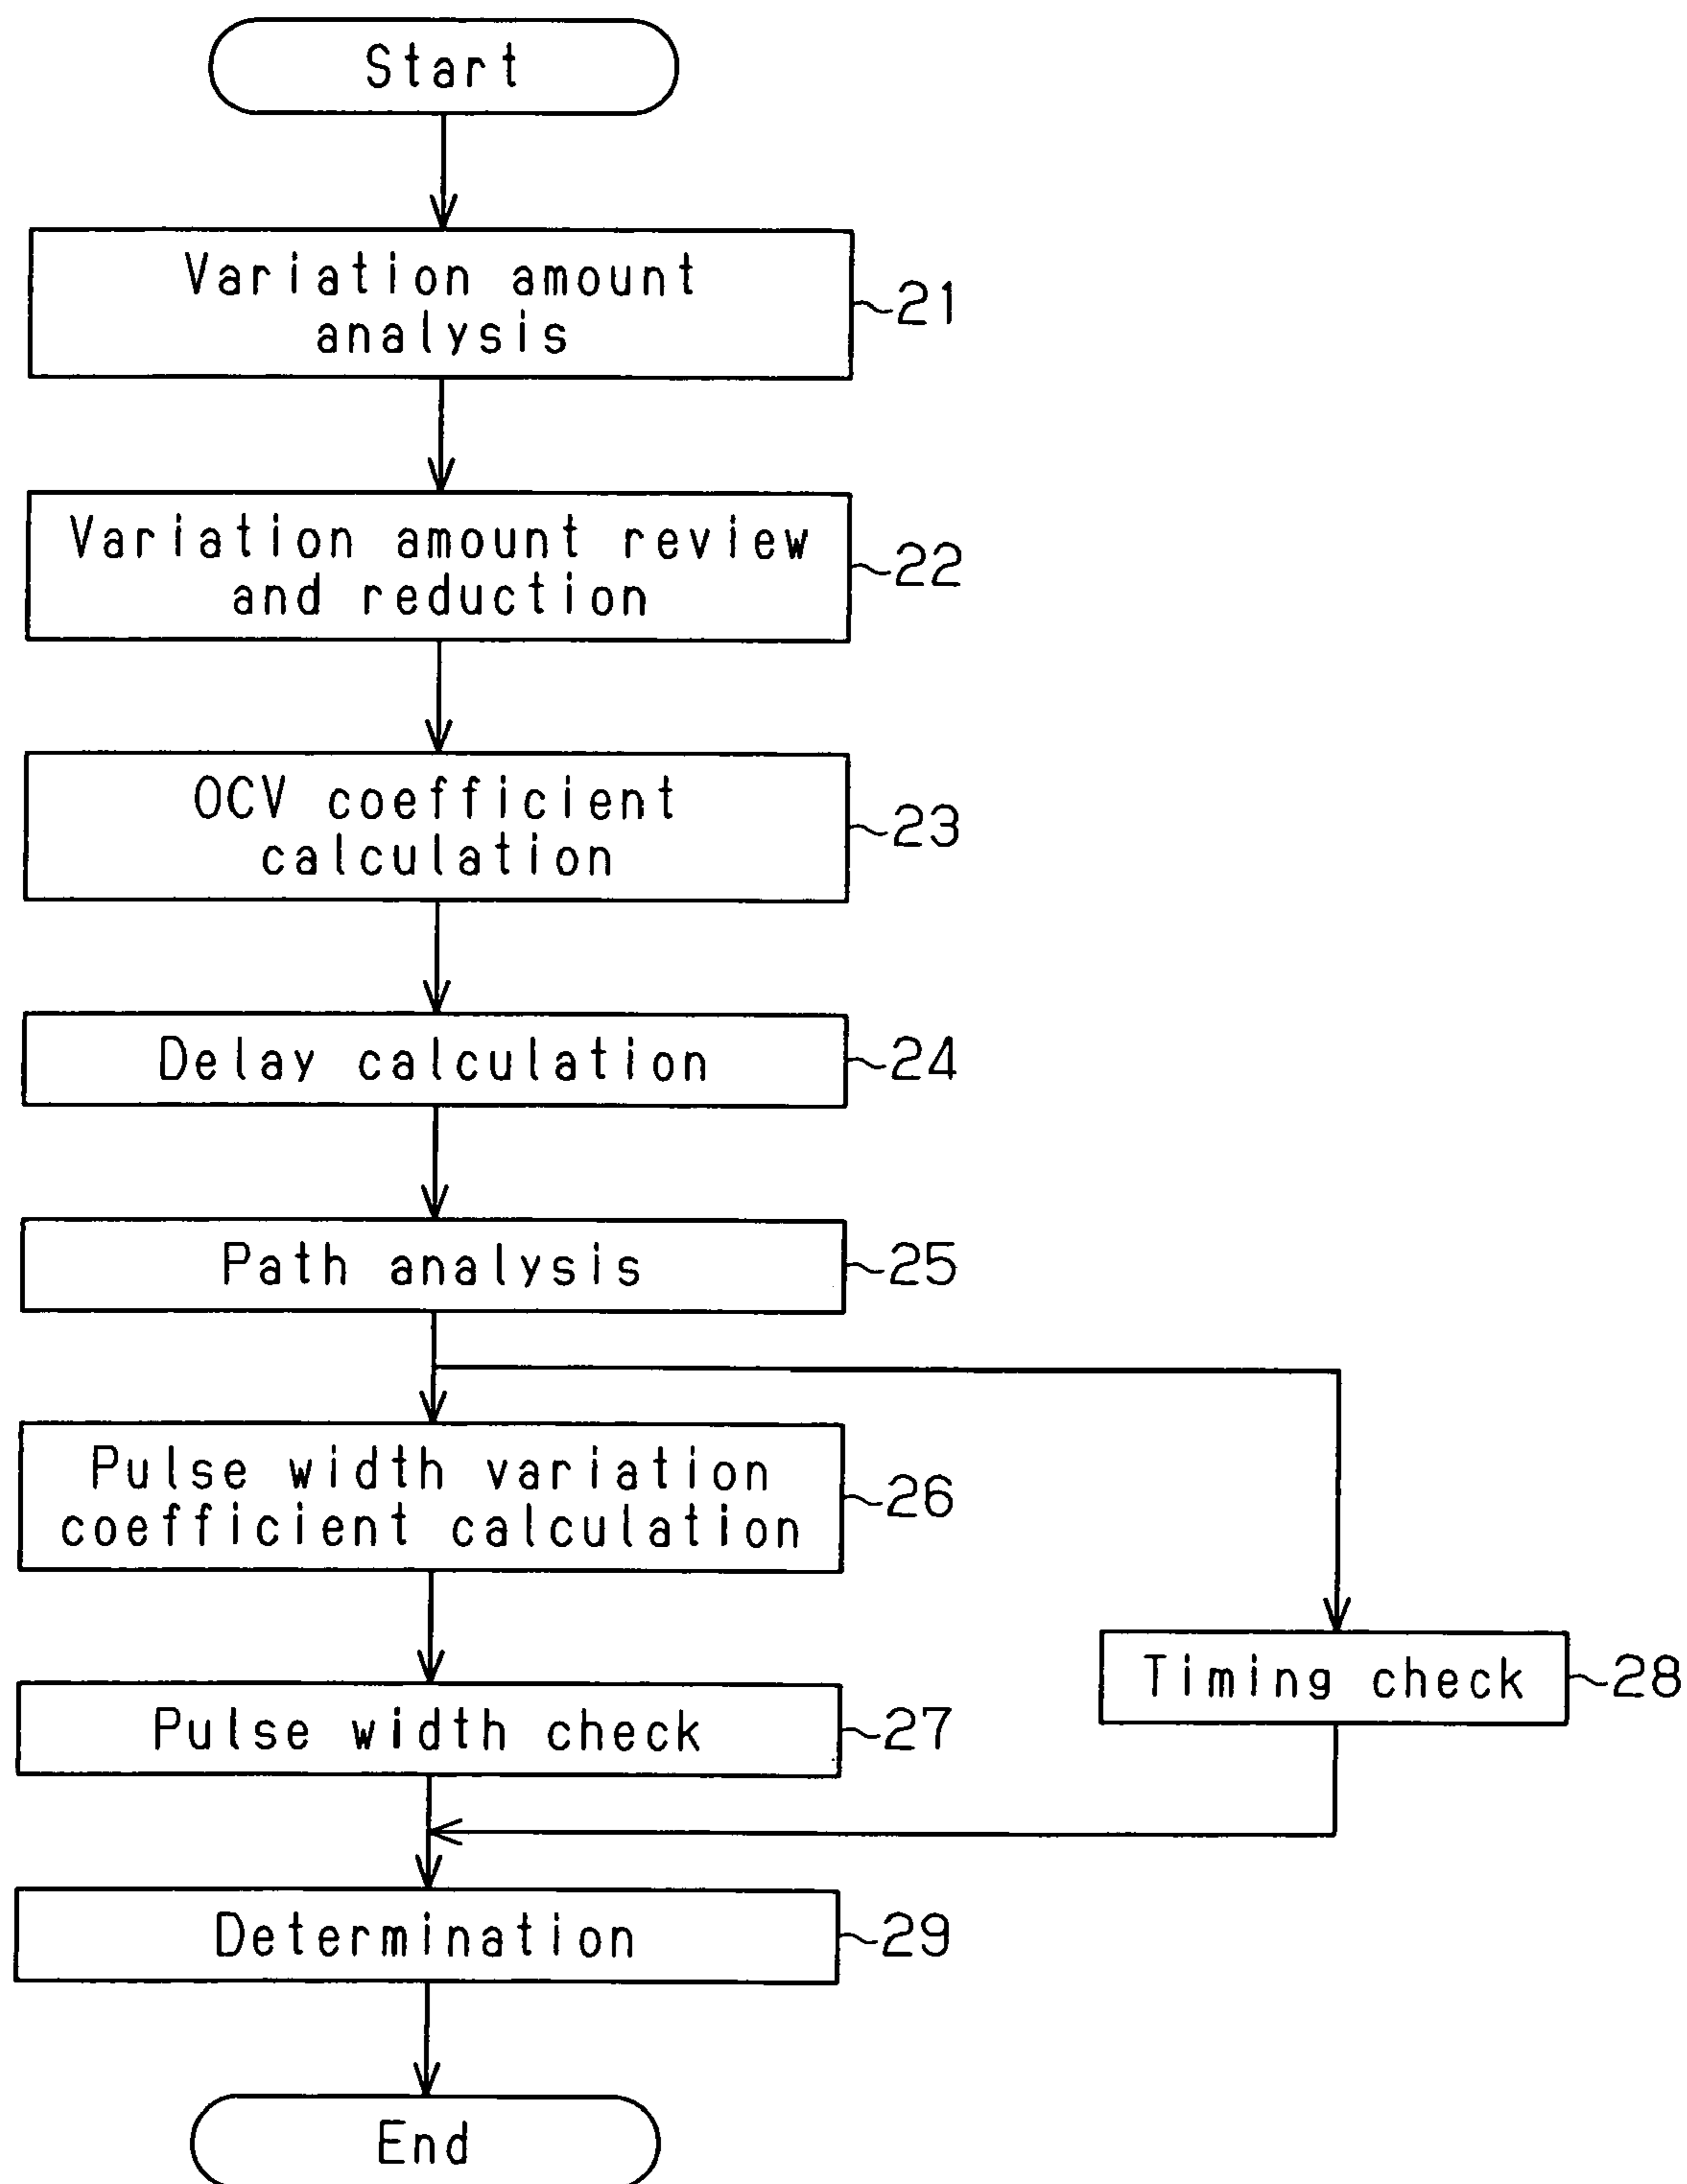 Start
Variation amount
analysis
21
Variation amount review
and reduction
22
OCV coefficient
calculation
23
Delay calculation
24
Path analysis
25
Pulse width variation
coefficient calculation
26
Timing check
28
Pulse width check
27
Determination
29
End